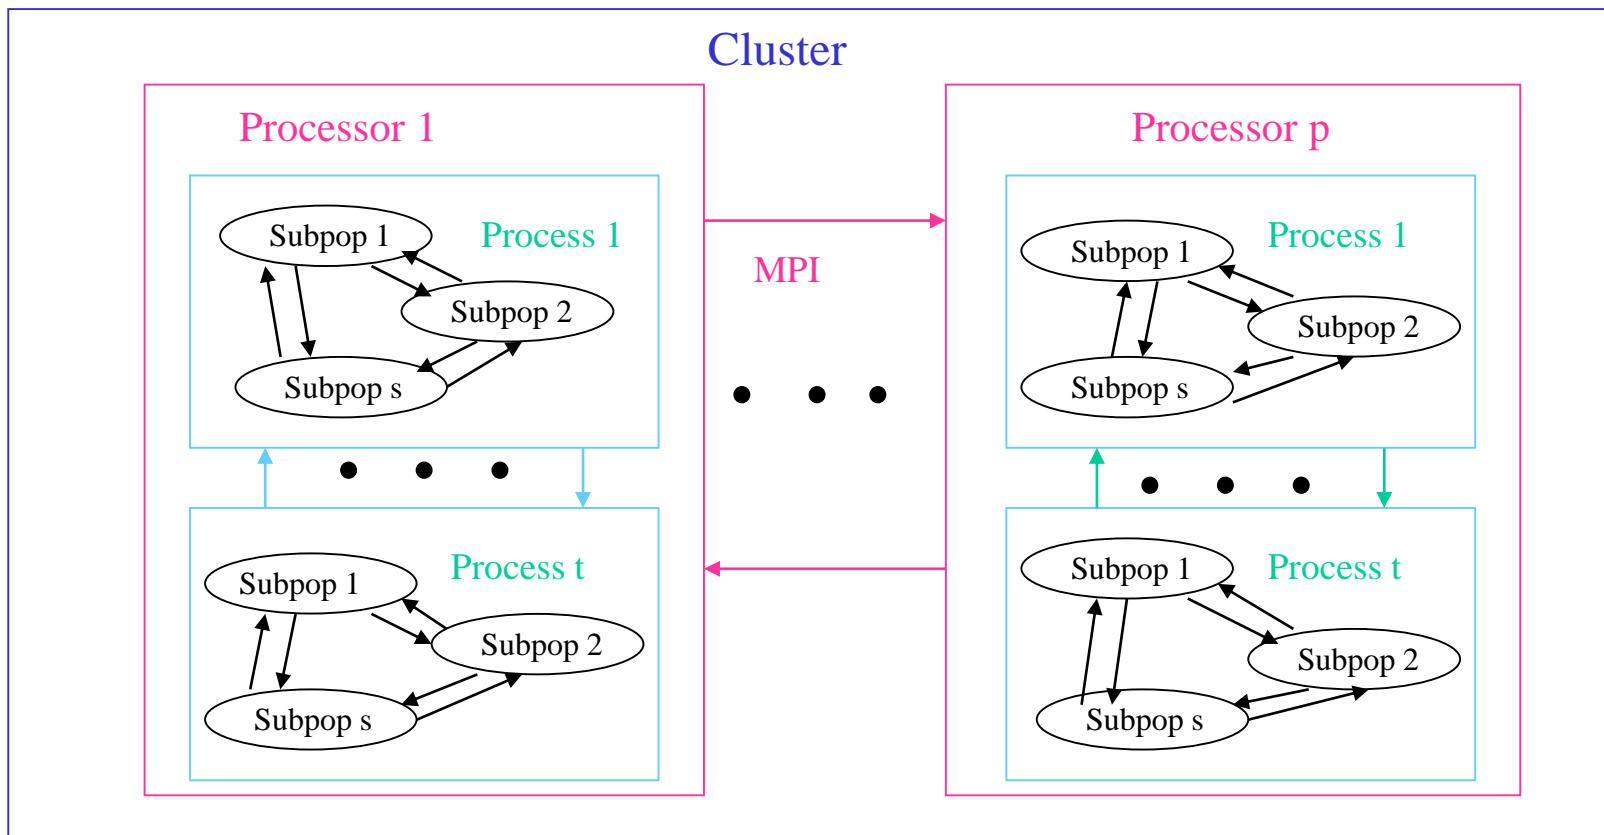 Cluster
Processor 1
Process 1
Subpop 1
Subpop 2
Subpop s
Process t
Subpop 1
Subpop 2
Subpop s
MPI
Processor p
Process 1
Subpop 1
Subpop 2
Subpop s
Process t
Subpop 1
Subpop 2
Subpop s